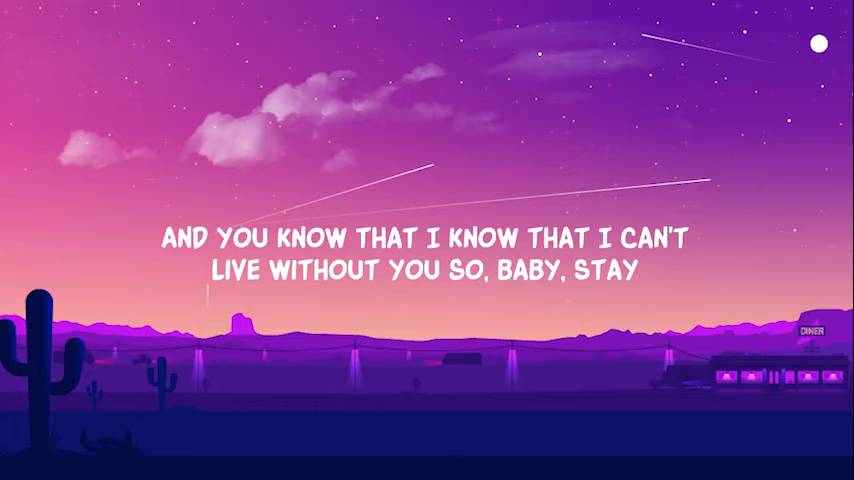 AND YOU KNOW THAT I KNOW THAT I CAN'T
LIVE WITHOUT YOU SO, BABY, STAY
DINER